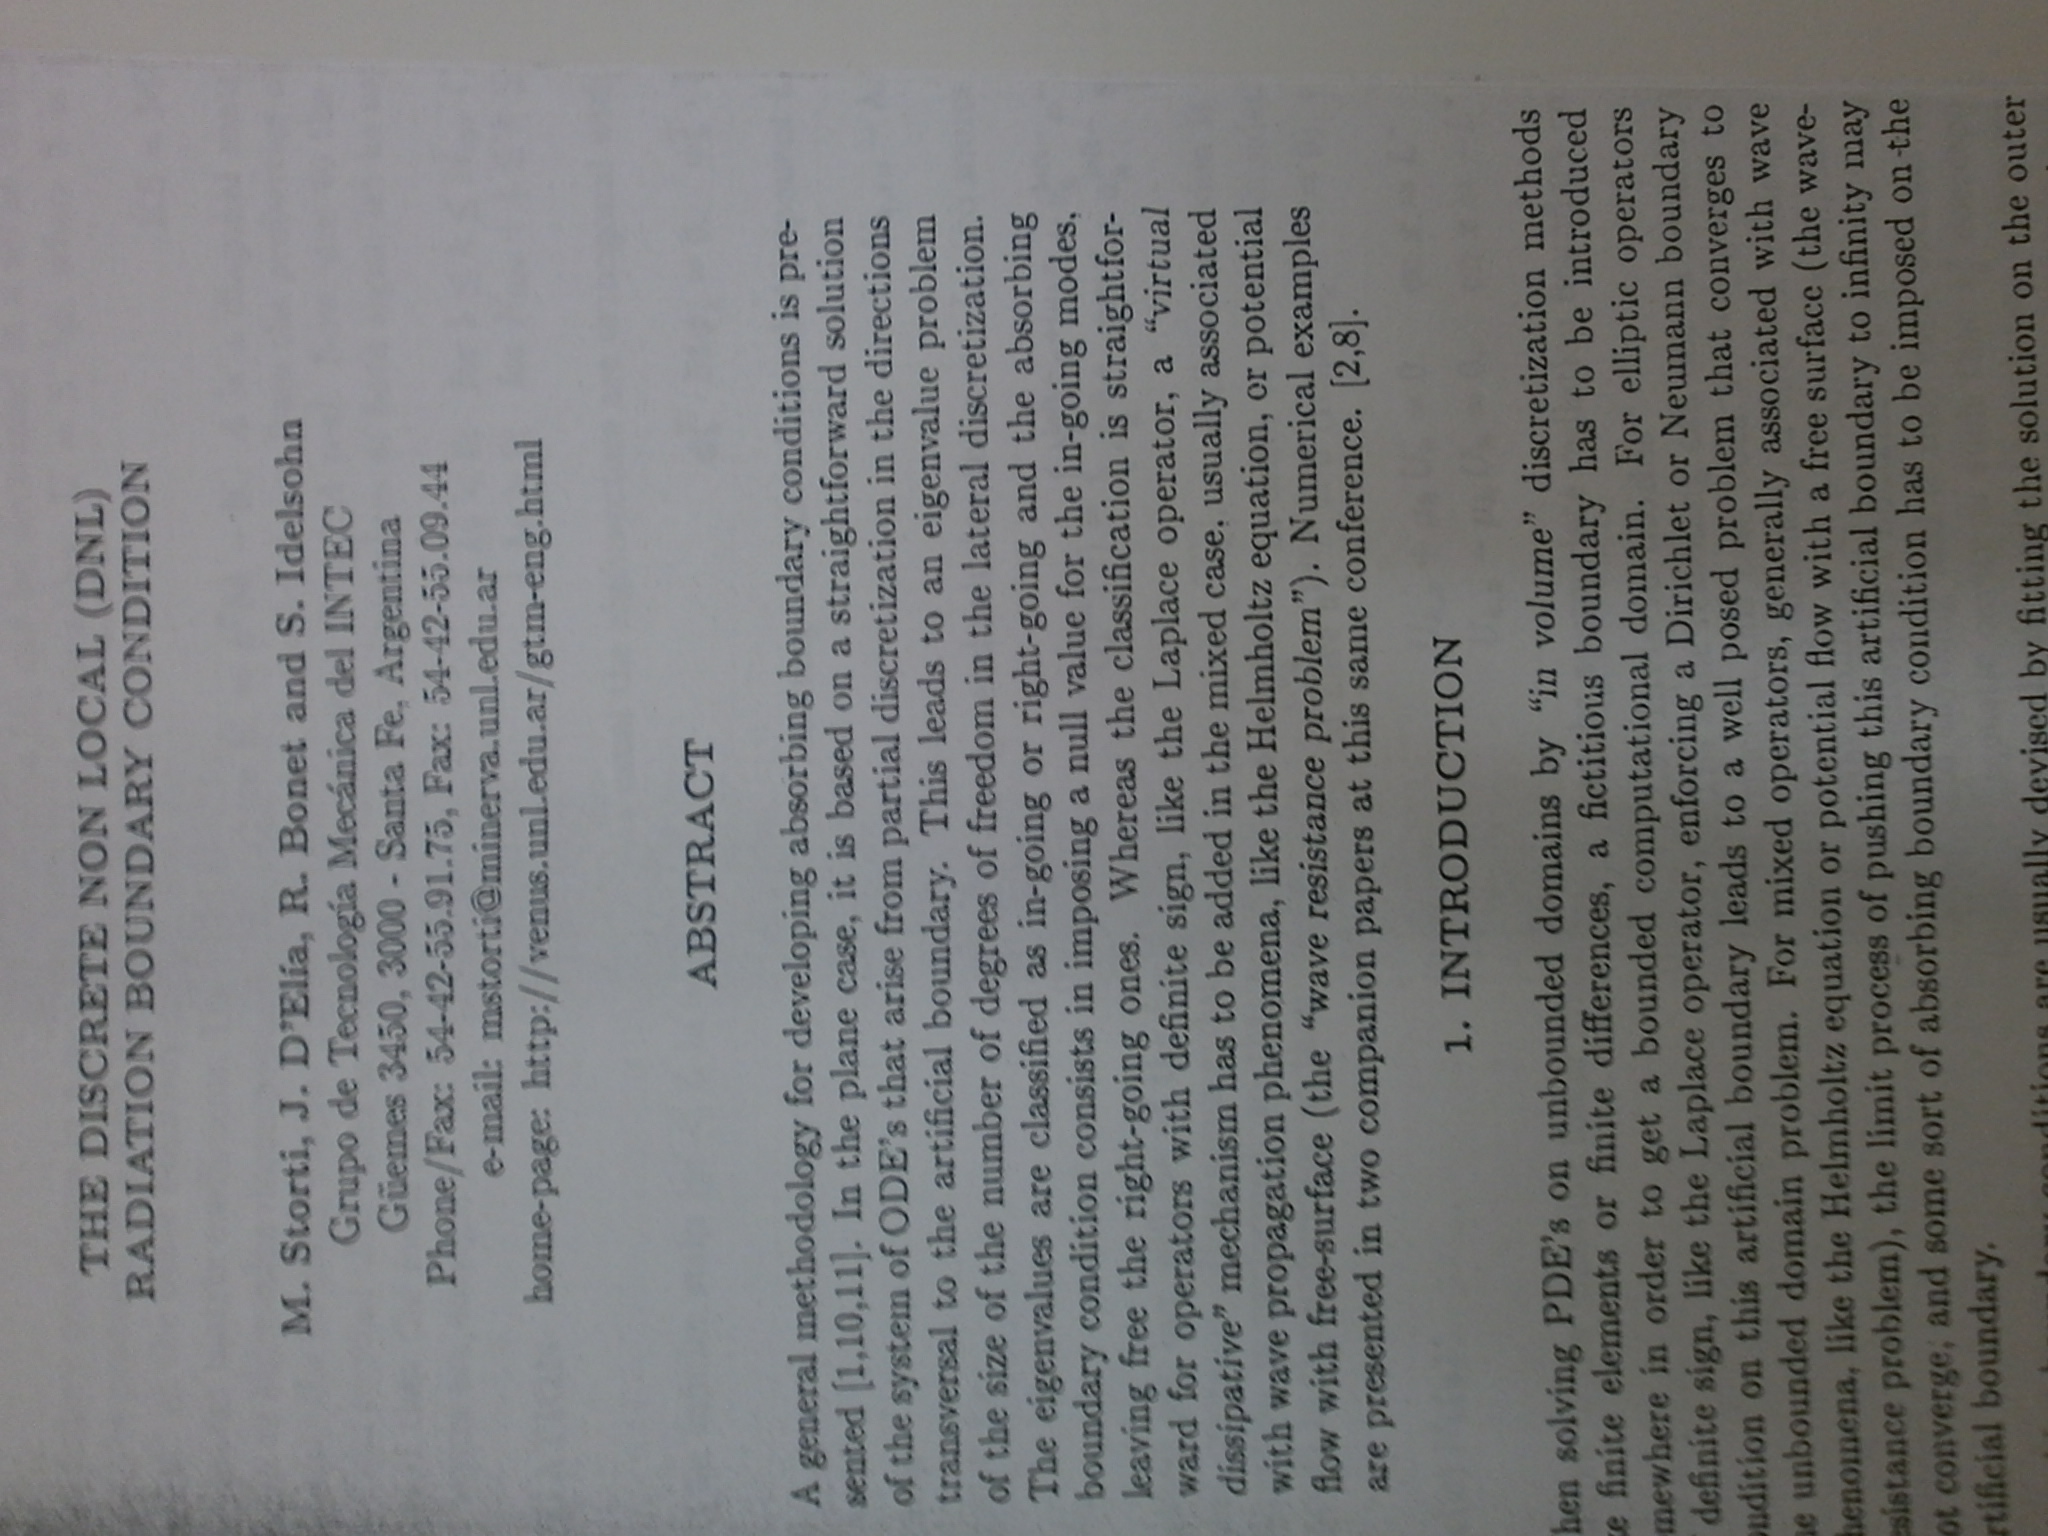 THE DISCRETE NON LOCAL (DNL)
RADIATION BOUNDARY CONDITION
M. Storti, J. D'Elía, R. Bonet and S. Idelsohn
Grupo de Tecnología Mecánica del INTEC
Güemes 3450, 3000 - Santa Fe, Argentina
Phone/Fax: 54-42-55.91.75, Fax: 54-42-55.09.44
e-mail: mstorti@minerva.unl.edu.ar
home-page: http://venus.unl.edu.ar/gtm-eng.html
ABSTRACT
A general methodology for developing absorbing boundary conditions is pre-
sented [1,10,11]. In the plane case, it is based on a straightforward solution
of the system of ODE's that arise from partial discretization in the directions
transversal to the artificial boundary. This leads to an eigenvalue problem
of the size of the number of degrees of freedom in the lateral discretization.
The eigenvalues are classified as in-going or right-going and the absorbing
boundary condition consists in imposing a null value for the in-going modes,
leaving free the right-going ones. Whereas the classification is straightfor-
ward for operators with definite sign, like the Laplace operator, a “virtual
dissipative” mechanism has to be added in the mixed case, usually associated
with wave propagation phenomena, like the Helmholtz equation, or potential
flow with free-surface (the “wave resistance problem”). Numerical examples
are presented in two companion papers at this same conference. [2,8].
1. INTRODUCTION
hen solving PDE's on unbounded domains by “in volume” discretization methods
e finite elements or finite differences, a fictitious boundary has to be introduced
mewhere in order to get a bounded computational domain. For elliptic operators
definite sign, like the Laplace operator, enforcing a Dirichlet or Neumann boundary
ndition on this artificial boundary leads to a well posed problem that converges to
e unbounded domain problem. For mixed operators, generally associated with wave
henomena, like the Helmholtz equation or potential flow with a free surface (the wave-
sistance problem), the limit process of pushing this artificial boundary to infinity may
ot converge, and some sort of absorbing boundary condition has to be imposed on the
rtificial boundary.
conditions are usually devised by fitting the solution on the outer